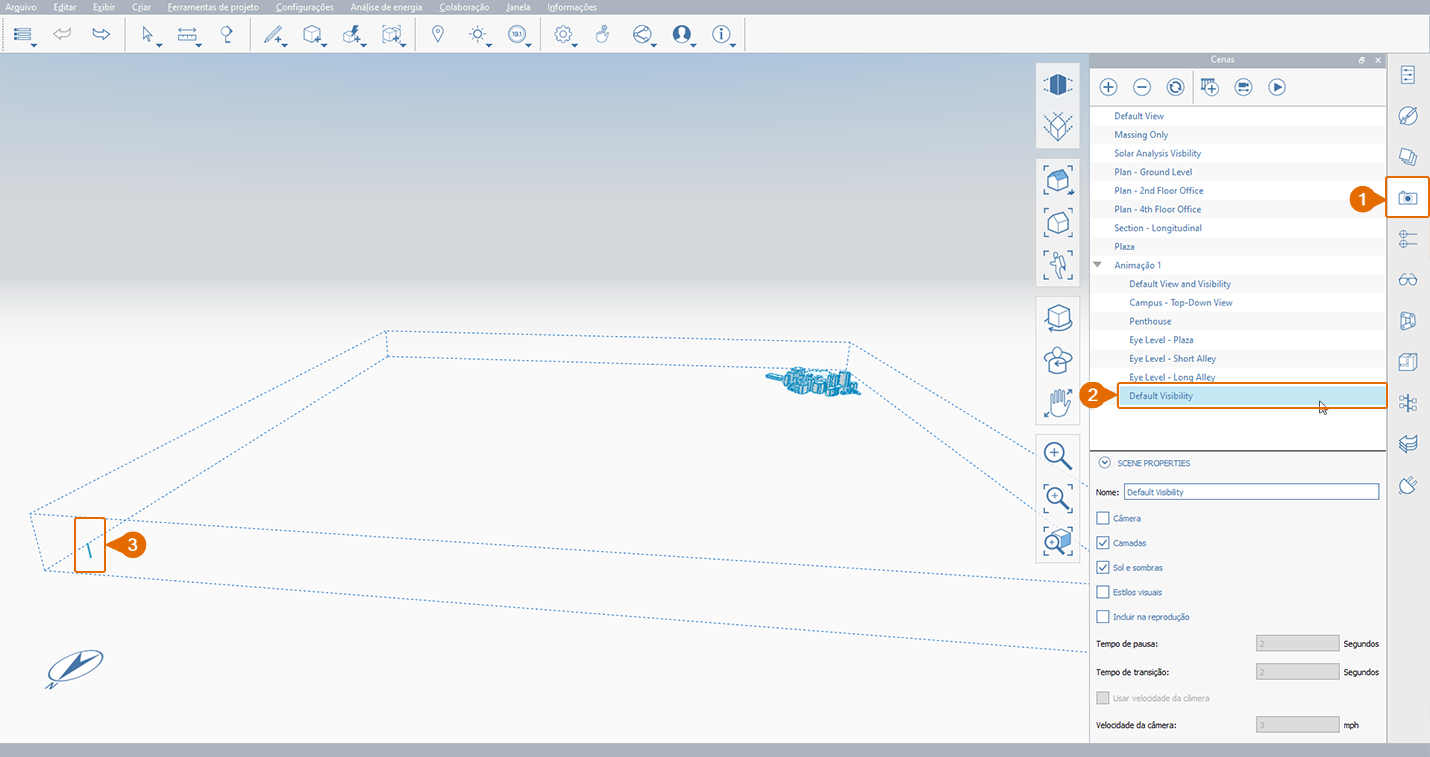 Arquivo Editar Exibir Criar Ferramentas de projeto Configurações Análise de energia Colaboração Janela Informações
191
Cenas
Default View
Massing Only
Solar Analysis Visbility
Plan - Ground Level
Plan - 2nd Floor Office
Plan - 4th Floor Office
Section - Longitudinal
Plaza
Animação 1
Default View and Visibility
Campus - Top-Down View
Penthouse
Eye Level - Plaza
Eye Level - Short Alley
Eye Level - Long Alley
Default Visibility
1
2
3
SCENE PROPERTIES
Nome: Default Visibility
Câmera
Camadas
Sol e sombras
Estilos visuais
Incluir na reprodução
Tempo de pausa: 2 Segundos
Tempo de transição: 2 Segundos
Usar velocidade da câmera
Velocidade da câmera: 3 mph
N